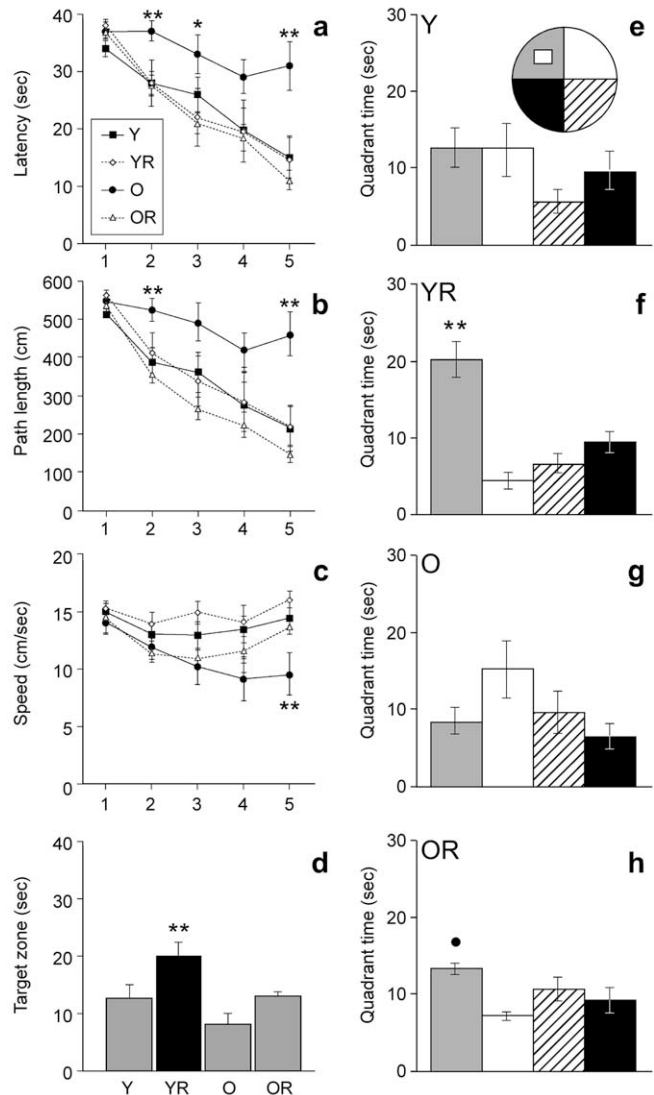 a
Latency (sec)
40
30
20
10
0
** * **
Y
YR
O
OR
1 2 3 4 5
b
Path length (cm)
600
500
400
300
200
100
0
** **
1 2 3 4 5
c
Speed (cm/sec)
20
15
10
5
0
**
1 2 3 4 5
d
Target zone (sec)
40
30
20
10
0
**
Y YR O OR
Y
e
Quadrant time (sec)
30
20
10
0
YR
f
Quadrant time (sec)
30
20
10
0
**
O
g
Quadrant time (sec)
30
20
10
0
OR
h
Quadrant time (sec)
30
20
10
0